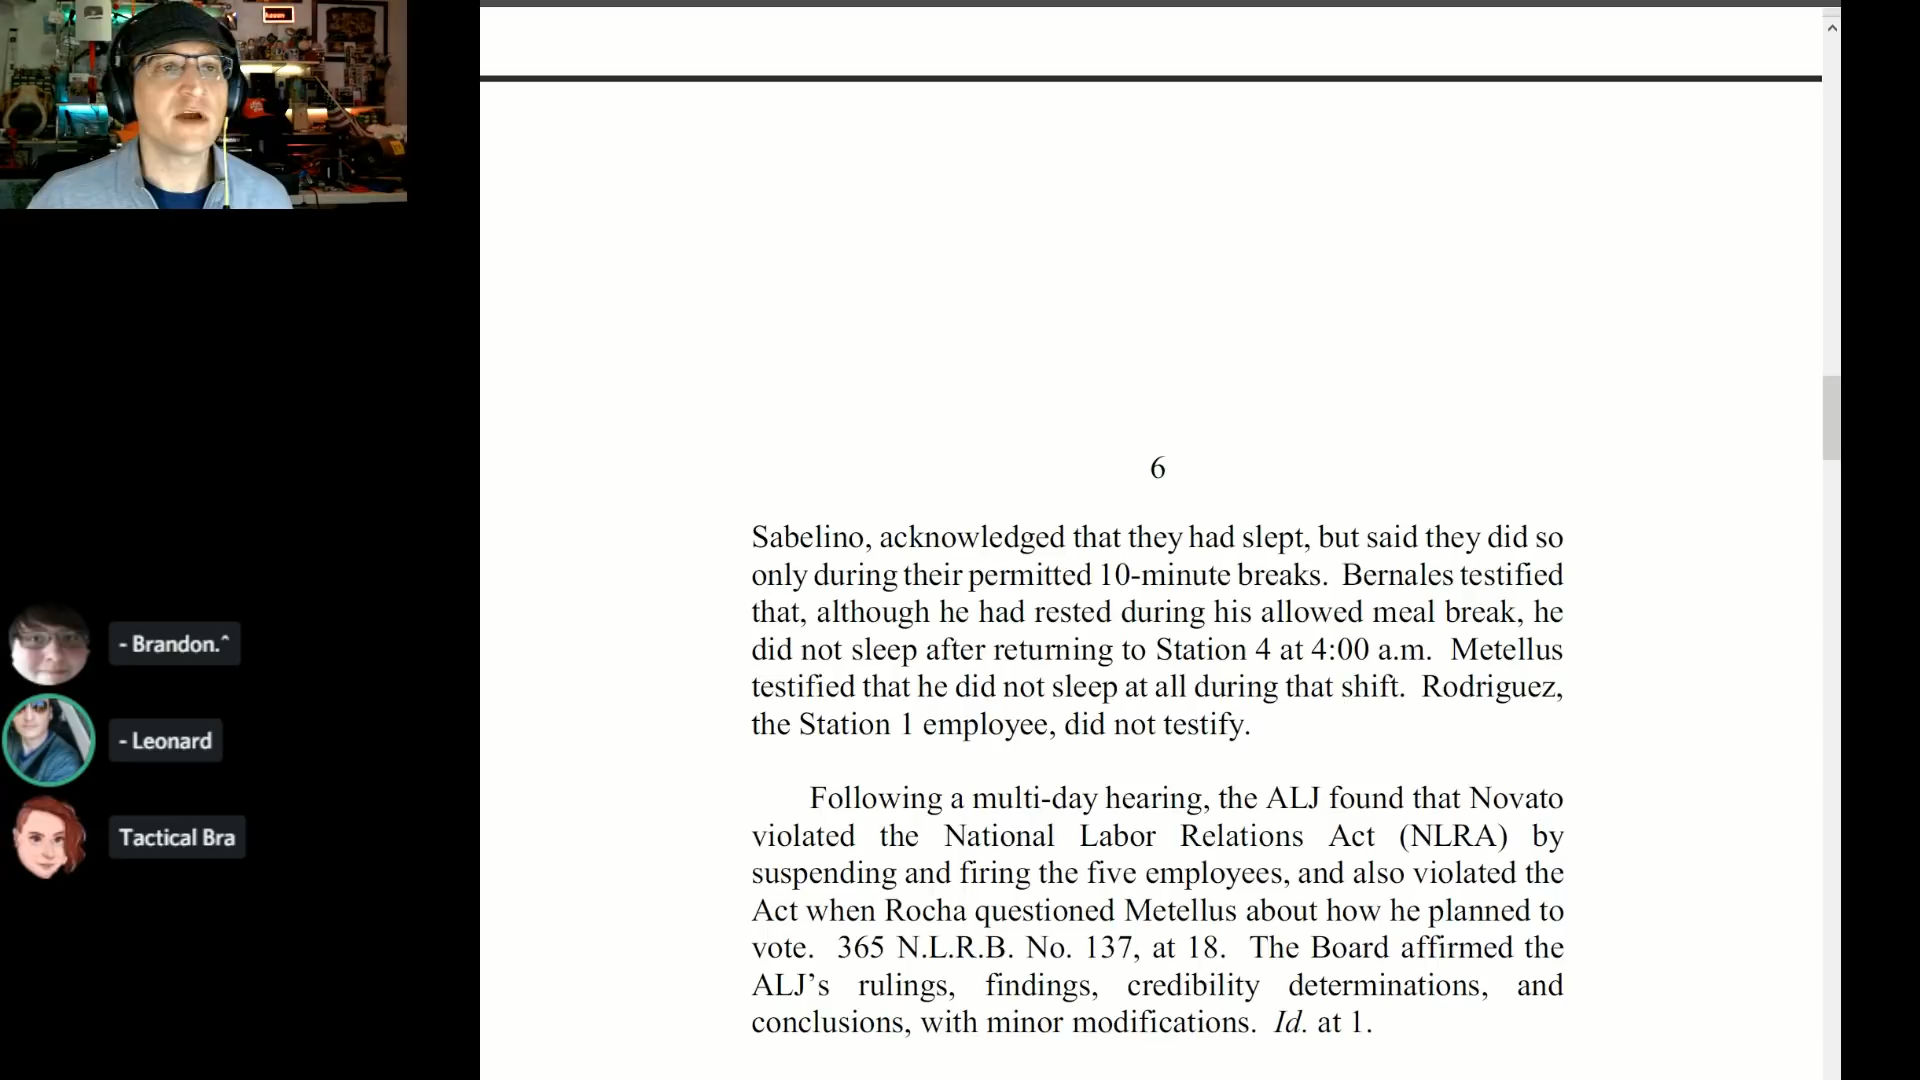 6
Sabelino, acknowledged that they had slept, but said they did so
only during their permitted 10-minute breaks. Bernales testified
that, although he had rested during his allowed meal break, he
did not sleep after returning to Station 4 at 4:00 a.m. Metellus
testified that he did not sleep at all during that shift. Rodriguez,
the Station 1 employee, did not testify.
Following a multi-day hearing, the ALJ found that Novato
violated the National Labor Relations Act (NLRA) by
suspending and firing the five employees, and also violated the
Act when Rocha questioned Metellus about how he planned to
vote. 365 N.L.R.B. No. 137, at 18. The Board affirmed the
ALJ’s rulings, findings, credibility determinations, and
conclusions, with minor modifications. Id. at 1.
- Brandon.^
- Leonard
Tactical Bra